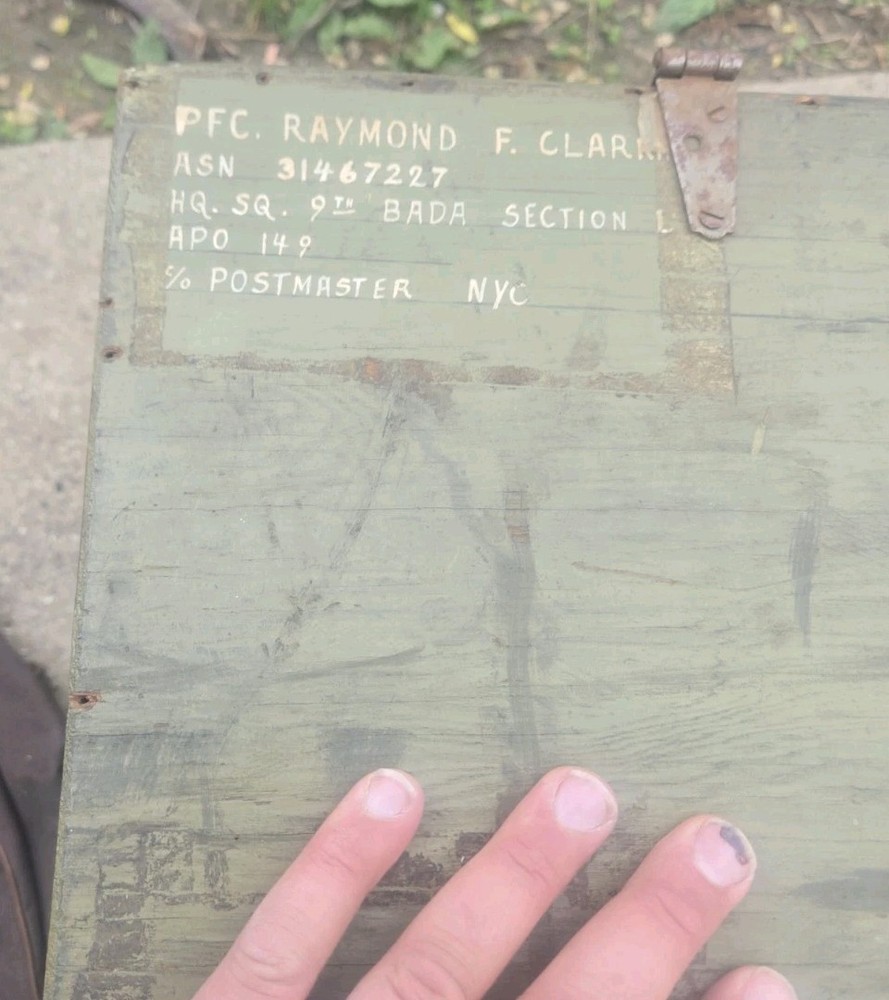 PFC. RAYMOND F. CLARK
ASN 31467227
HQ. SQ. 9TH BADA SECTION L
APO 149
c/o POSTMASTER NYC